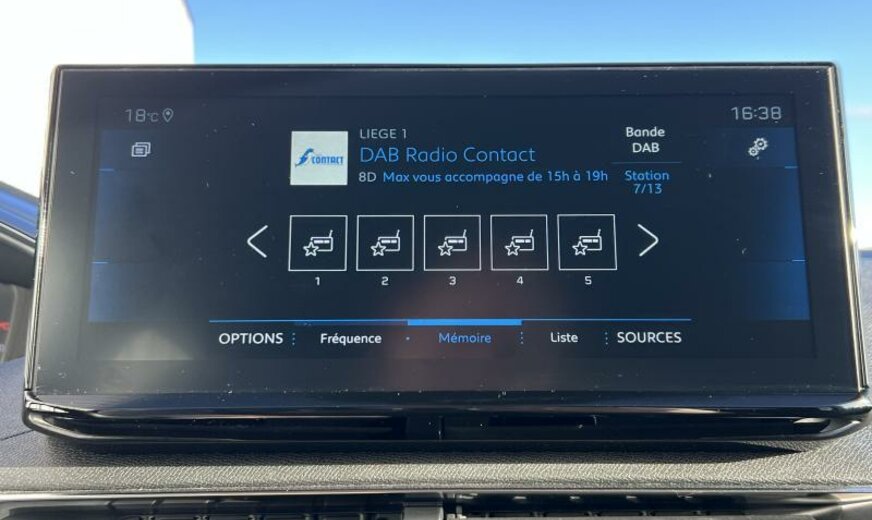 18°C
16:38
CONTACT
LIEGE 1
DAB Radio Contact
8D Max vous accompagne de 15h à 19h
Bande
DAB
Station
7/13
1 2 3 4 5
OPTIONS Fréquence Mémoire Liste SOURCES